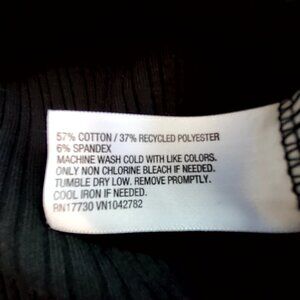 57% COTTON / 37% RECYCLED POLYESTER
6% SPANDEX
MACHINE WASH COLD WITH LIKE COLORS.
ONLY NON CHLORINE BLEACH IF NEEDED.
TUMBLE DRY LOW. REMOVE PROMPTLY.
COOL IRON IF NEEDED.
RN17730 VN1042782